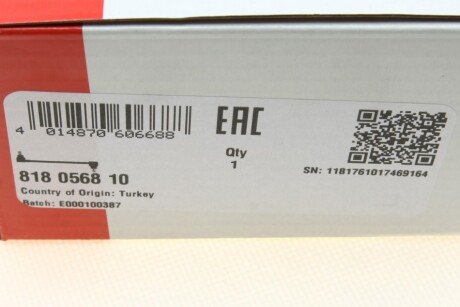 4 014870 606688
EAC
Qty
1
SN: 1181761017469164
818 0568 10
Country of Origin: Turkey
Batch: E000100387